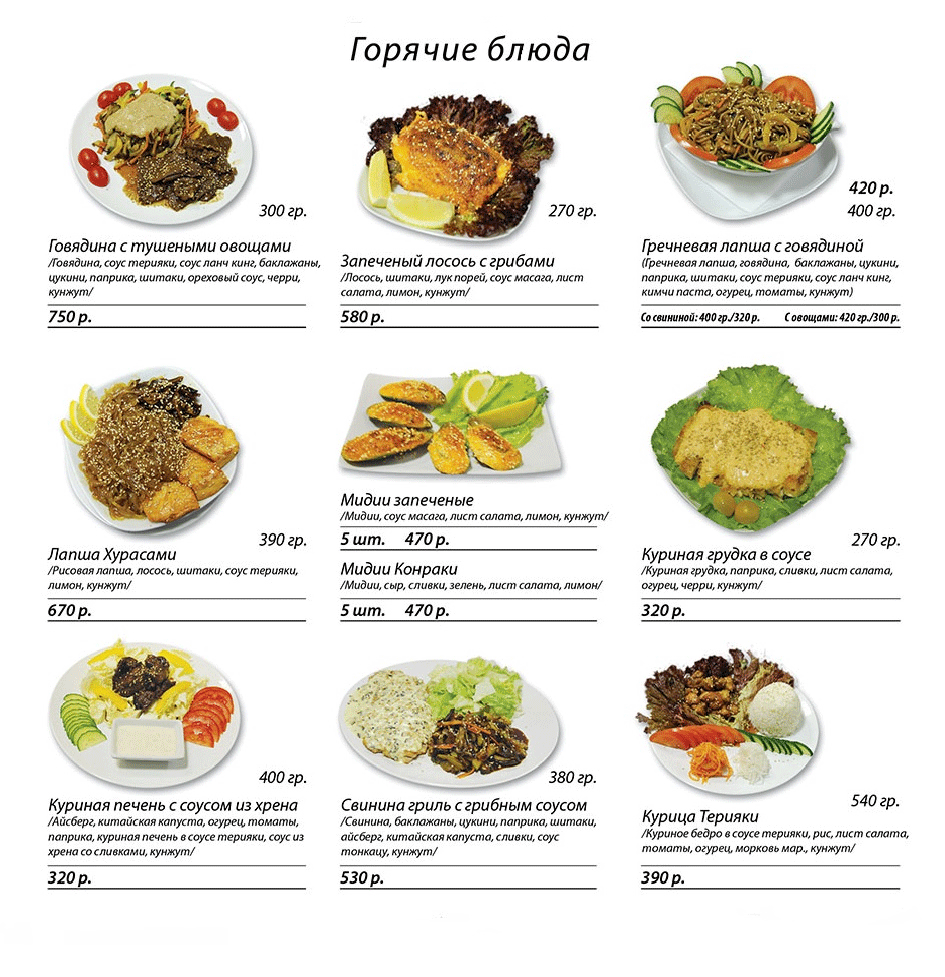 Горячие блюда
300 гр.
Говядина с тушеными овощами
/Говядина, соус терияки, соус ланч кинг, баклажаны,
цукини, паприка, шитаки, ореховый соус, черри,
кунжут/
750 р.
270 гр.
Запеченый лосось с грибами
/Лосось, шитаки, лук порей, соус масага, лист
салата, лимон, кунжут/
580 р.
420 р.
400 гр.
Гречневая лапша с говядиной
(Гречневая лапша, говядина, баклажаны, цукини,
паприка, шитаки, соус терияки, соус ланч кинг,
кимчи паста, огурец, томаты, кунжут)
Со свининой: 400 гр./320 р. С овощами: 420 гр./300 р.
390 гр.
Лапша Хурасами
/Рисовая лапша, лосось, шитаки, соус терияки,
лимон, кунжут/
670 р.
Мидии запеченые
/Мидии, соус масага, лист салата, лимон, кунжут/
5 шт. 470 р.
Мидии Конраки
/Мидии, сыр, сливки, зелень, лист салата, лимон/
5 шт. 470 р.
270 гр.
Куриная грудка в соусе
/Куриная грудка, паприка, сливки, лист салата,
огурец, черри, кунжут/
320 р.
400 гр.
Куриная печень с соусом из хрена
/Айсберг, китайская капуста, огурец, томаты,
паприка, куриная печень в соусе терияки, соус из
хрена со сливками, кунжут/
320 р.
380 гр.
Свинина гриль с грибным соусом
/Свинина, баклажаны, цукини, паприка, шитаки,
айсберг, китайская капуста, сливки, соус
тонкацу, кунжут/
530 р.
540 гр.
Курица Терияки
/Куриное бедро в соусе терияки, рис, лист салата,
томаты, огурец, морковь мар., кунжут/
390 р.